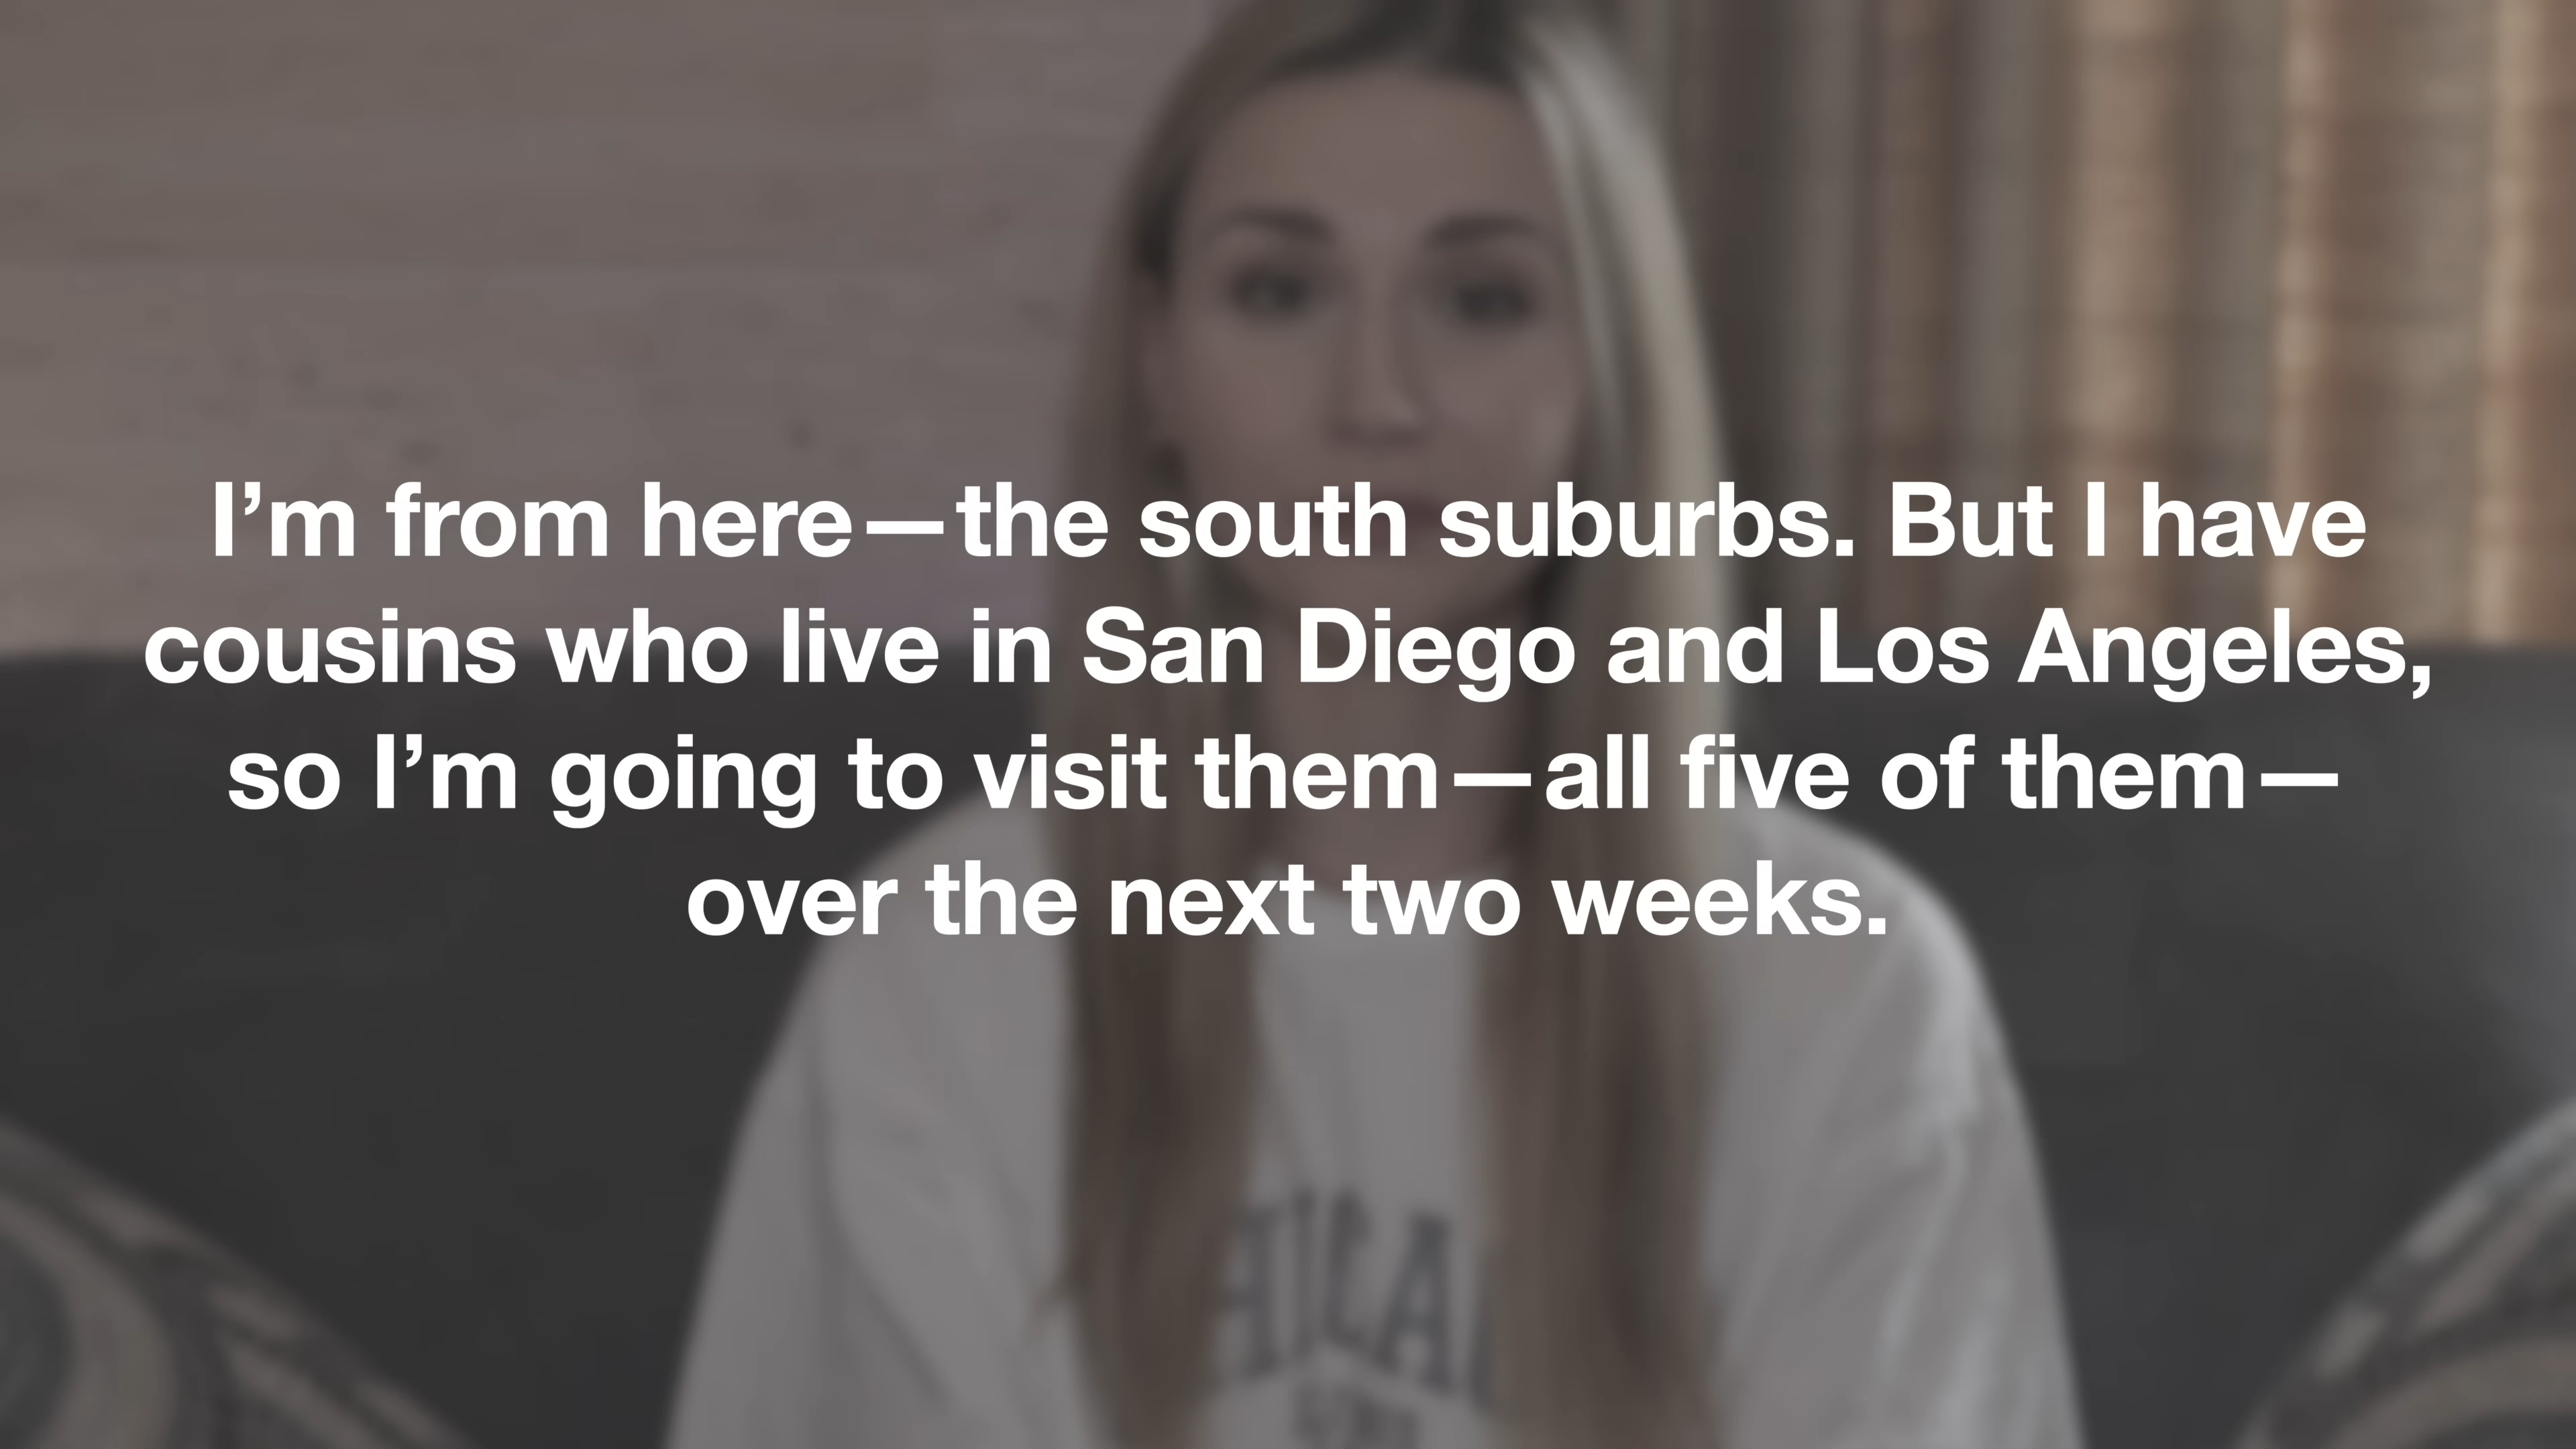 I’m from here—the south suburbs. But I have
cousins who live in San Diego and Los Angeles,
so I’m going to visit them—all five of them—
over the next two weeks.
HICA